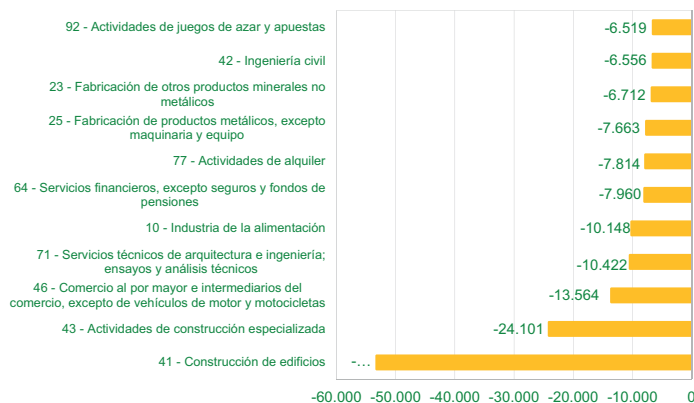 92 - Actividades de juegos de azar y apuestas
-6.519
42 - Ingeniería civil
-6.556
23 - Fabricación de otros productos minerales no
metálicos
-6.712
25 - Fabricación de productos metálicos, excepto
maquinaria y equipo
-7.663
77 - Actividades de alquiler
-7.814
64 - Servicios financieros, excepto seguros y fondos de
pensiones
-7.960
10 - Industria de la alimentación
-10.148
71 - Servicios técnicos de arquitectura e ingeniería;
ensayos y análisis técnicos
-10.422
46 - Comercio al por mayor e intermediarios del
comercio, excepto de vehículos de motor y motocicletas
-13.564
43 - Actividades de construcción especializada
-24.101
41 - Construcción de edificios
-…
-60.000 -50.000 -40.000 -30.000 -20.000 -10.000 0